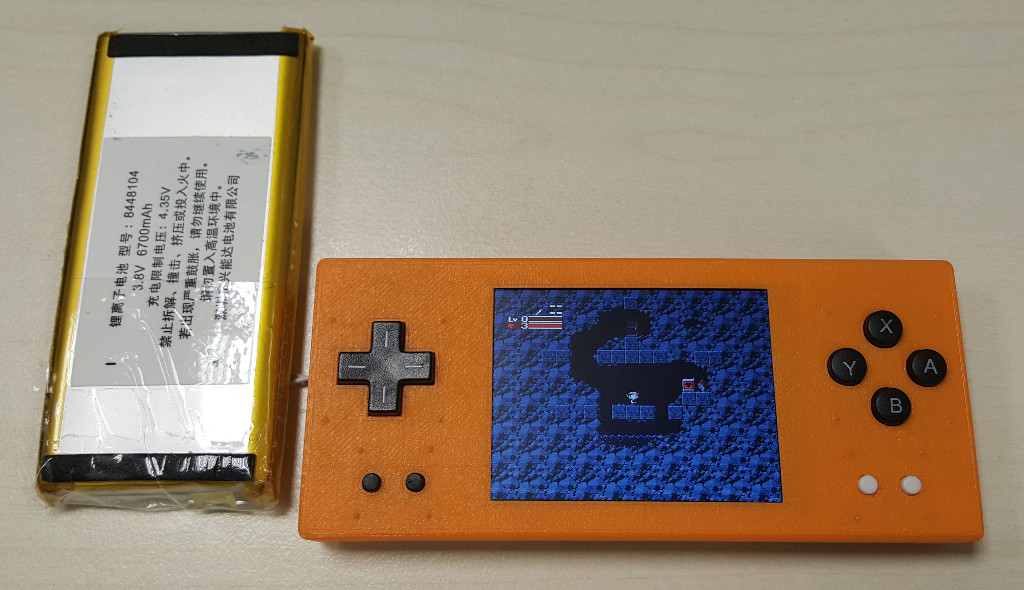 锂离子电池 型号：8448104
3.8V 6700mAh
充电限制电压：4.35V
禁止拆解、撞击、挤压或投入火中。
若出现严重鼓胀，请勿继续使用。
请勿置入高温环境中。
兴能达电池有限公司
Lv 0
3
X
Y
A
B